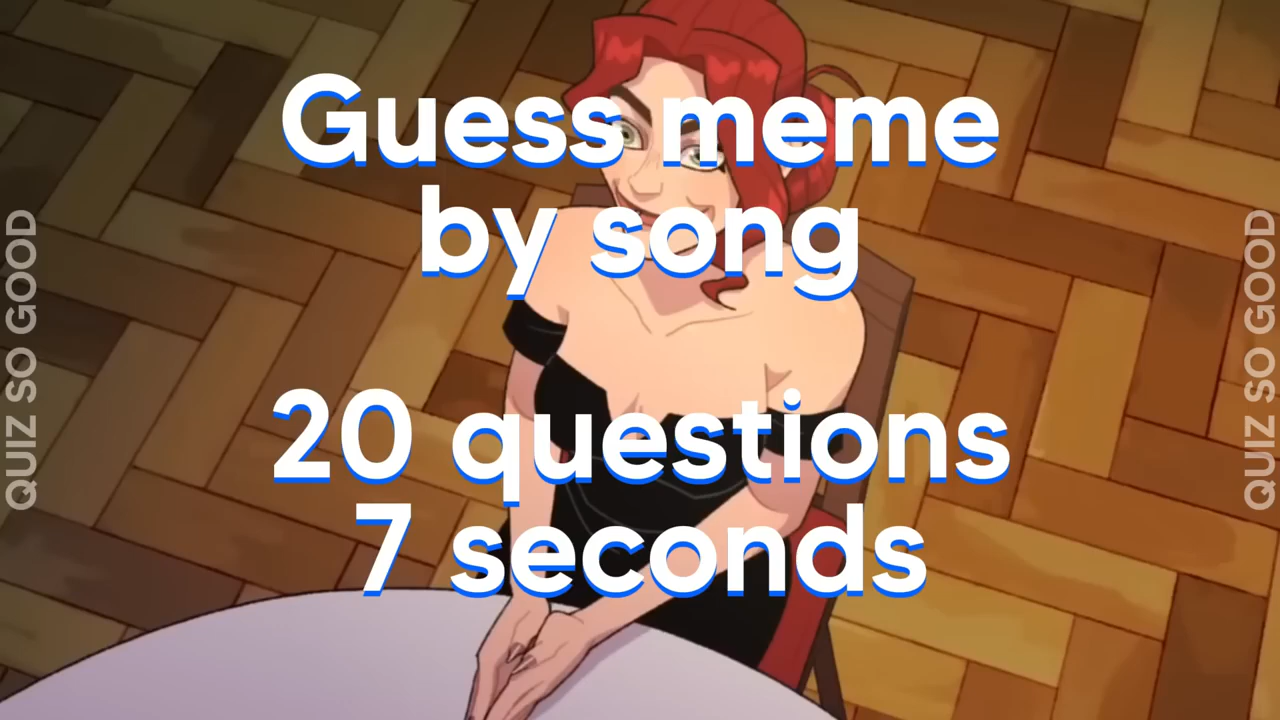 Guess meme
by song
20 questions
7 seconds
QUIZ SO GOOD
QUIZ SO GOOD